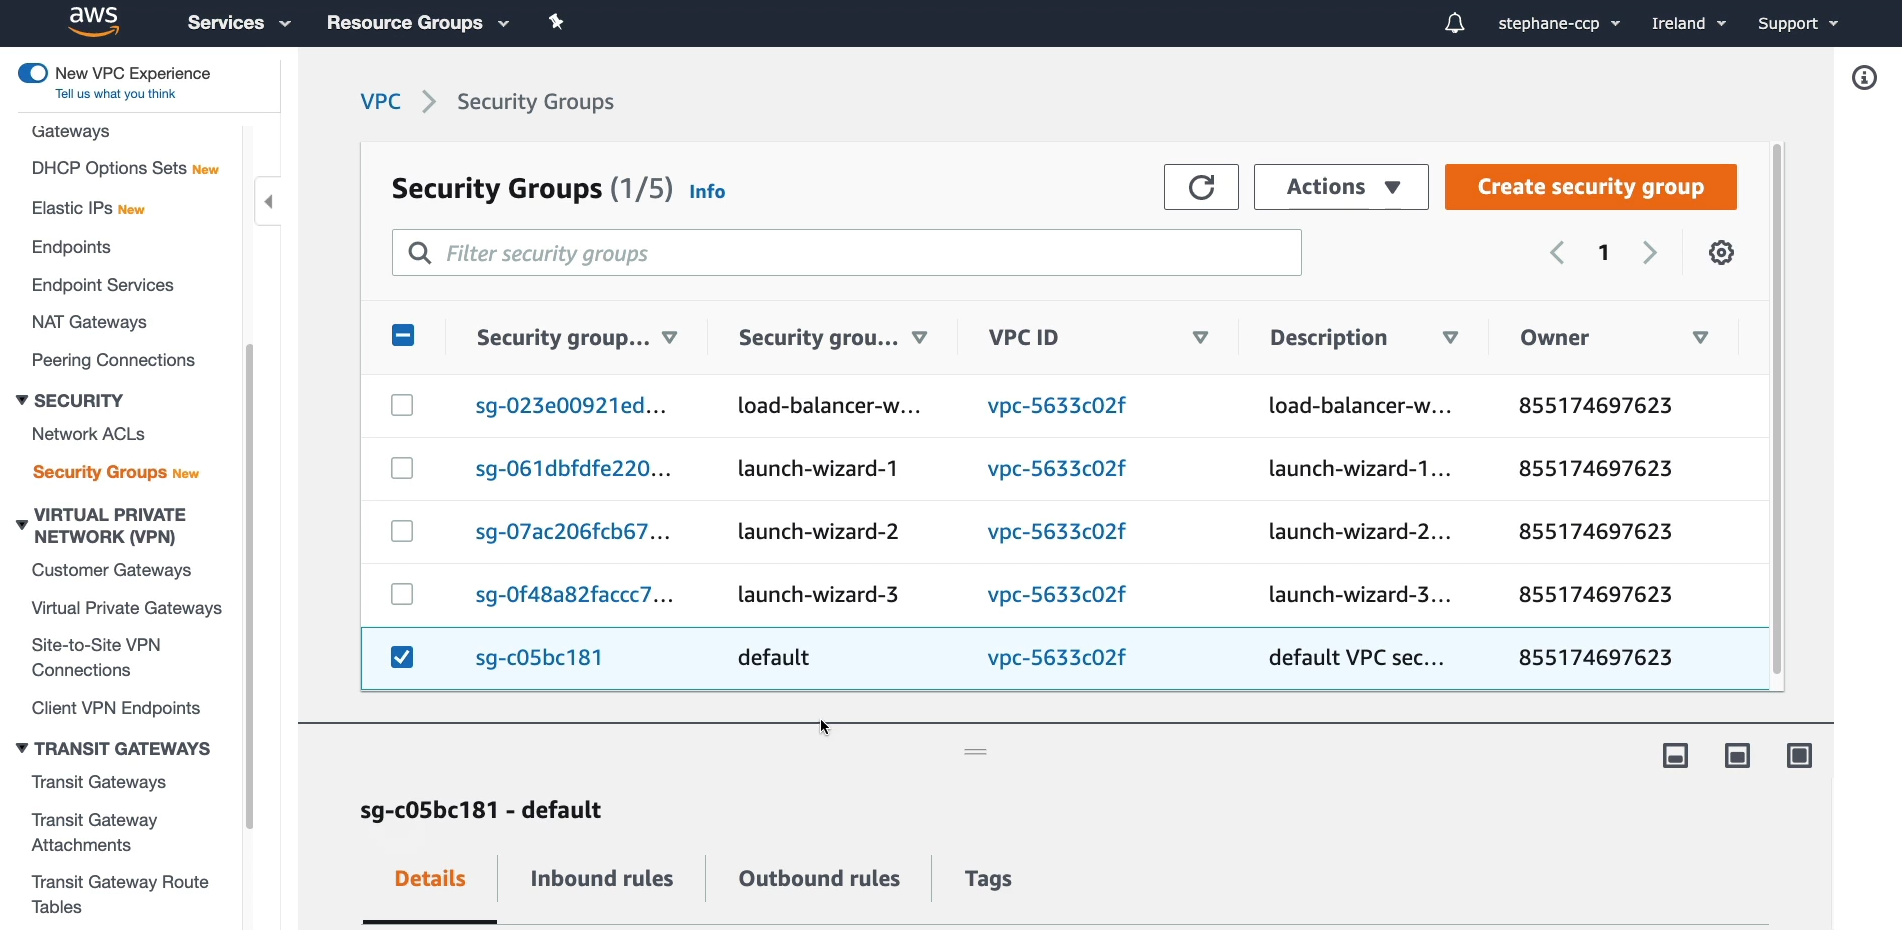 aws Services Resource Groups stephane-ccp Ireland Support
New VPC Experience
Tell us what you think
Gateways
DHCP Options Sets New
Elastic IPs New
Endpoints
Endpoint Services
NAT Gateways
Peering Connections
SECURITY
Network ACLs
Security Groups New
VIRTUAL PRIVATE
NETWORK (VPN)
Customer Gateways
Virtual Private Gateways
Site-to-Site VPN
Connections
Client VPN Endpoints
TRANSIT GATEWAYS
Transit Gateways
Transit Gateway
Attachments
Transit Gateway Route
Tables
VPC > Security Groups
Security Groups (1/5) Info
Actions
Create security group
Filter security groups
1
Security group... Security grou... VPC ID Description Owner
sg-023e00921ed... load-balancer-w... vpc-5633c02f load-balancer-w... 855174697623
sg-061dbfdfe220... launch-wizard-1 vpc-5633c02f launch-wizard-1... 855174697623
sg-07ac206fcb67... launch-wizard-2 vpc-5633c02f launch-wizard-2... 855174697623
sg-0f48a82faccc7... launch-wizard-3 vpc-5633c02f launch-wizard-3... 855174697623
sg-c05bc181 default vpc-5633c02f default VPC sec... 855174697623
sg-c05bc181 - default
Details Inbound rules Outbound rules Tags